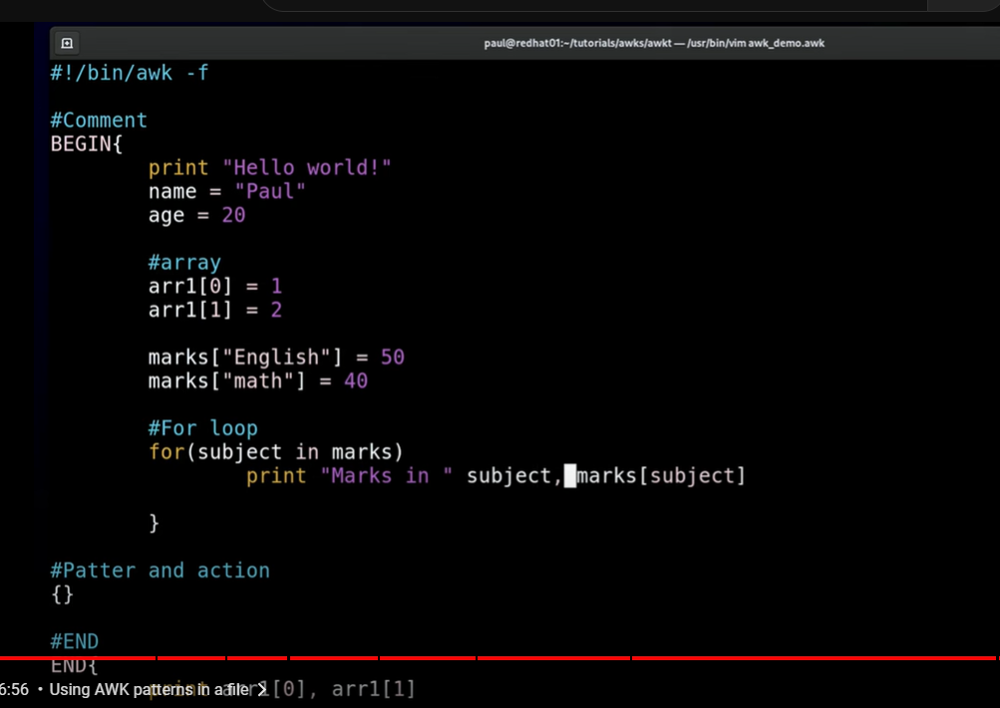 paul@redhat01:~/tutorials/awks/awkt — /usr/bin/vim awk_demo.awk
#!/bin/awk -f
#Comment
BEGIN{
print "Hello world!"
name = "Paul"
age = 20
#array
arr1[0] = 1
arr1[1] = 2
marks["English"] = 50
marks["math"] = 40
#For loop
for(subject in marks)
print "Marks in " subject, marks[subject]
}
#Patter and action
{}
#END
END{
print arr1[0], arr1[1]
6:56 • Using AWK patterns in a file